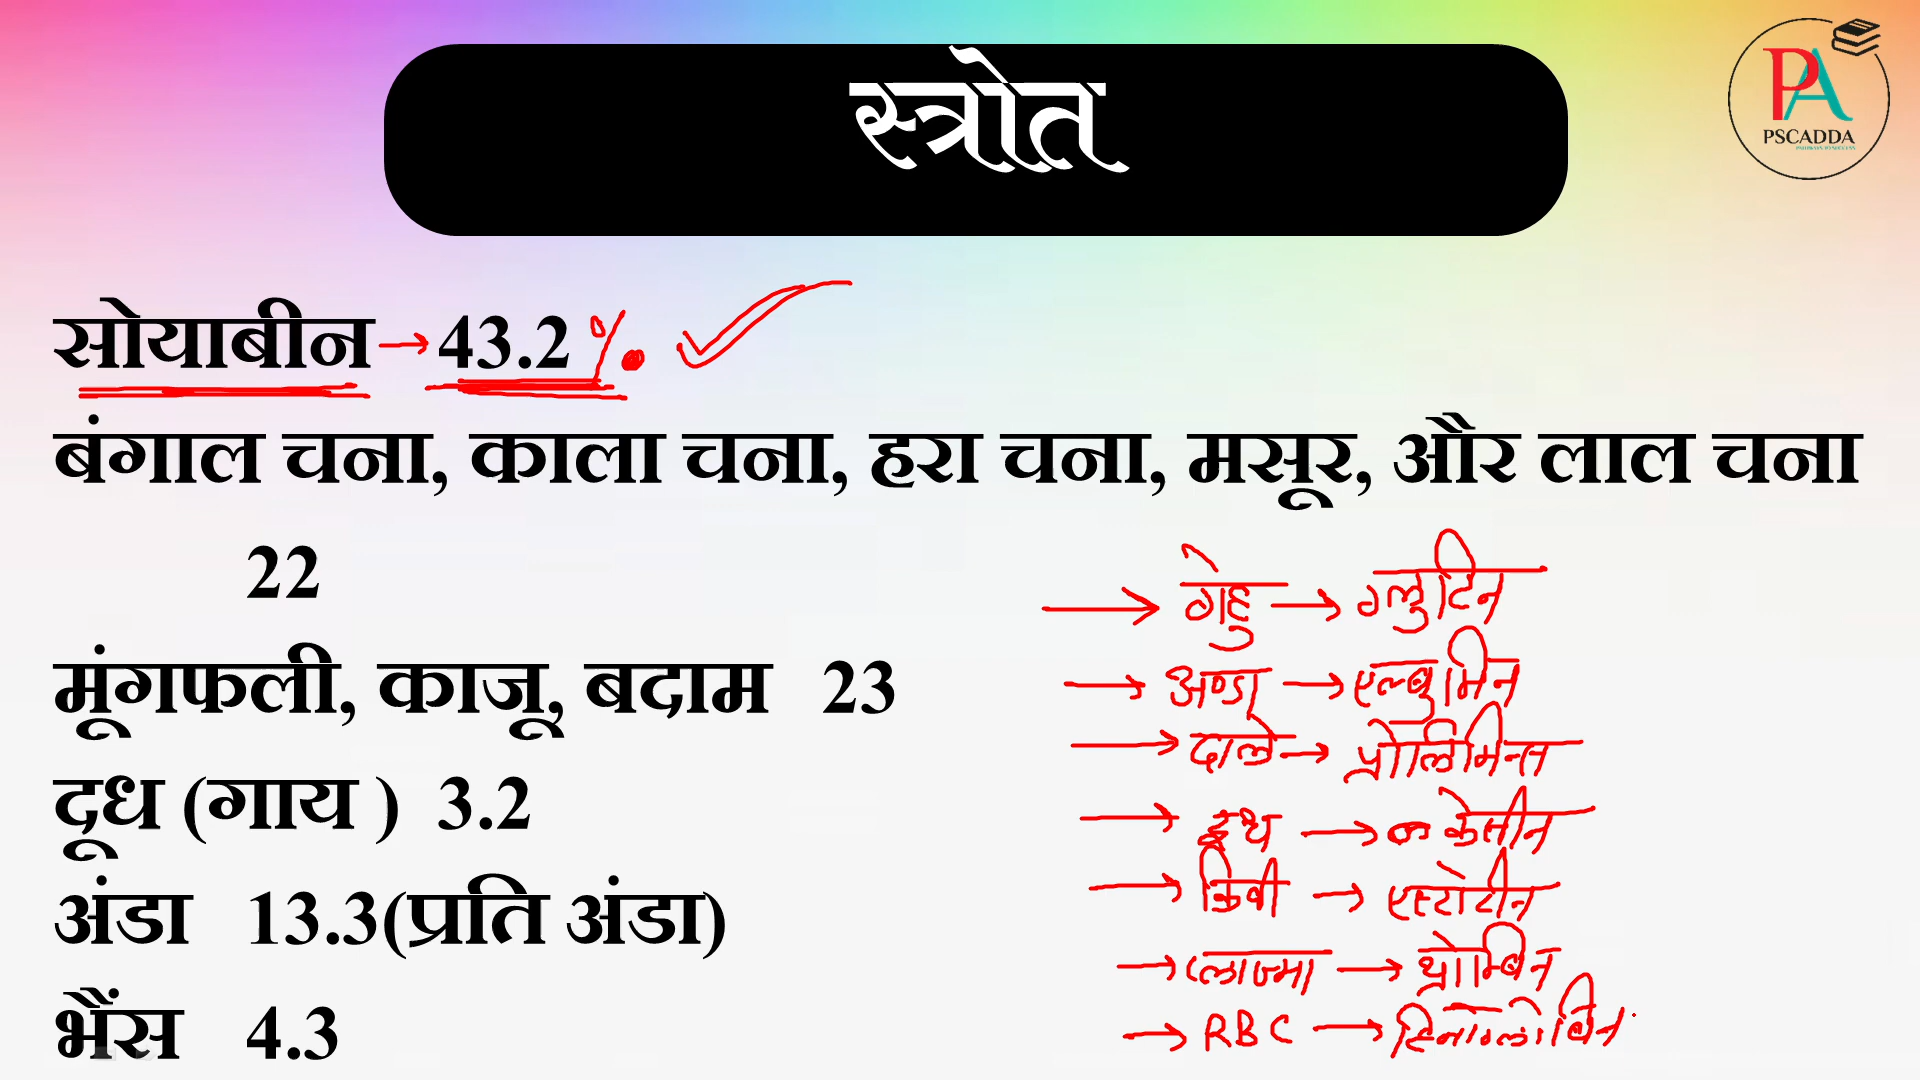 स्त्रोत
PA
PSCADDA
सोयाबीन → 43.2 %.
बंगाल चना, काला चना, हरा चना, मसूर, और लाल चना
22
मूंगफली, काजू, बदाम 23
दूध (गाय ) 3.2
अंडा 13.3(प्रति अंडा)
भैंस 4.3
→ गेहु → ग्लुटिन
→ अण्डा → एल्बुमिन
→ दाले → प्रोलिमिन्स
→ दूध → केसीन
→ किवी →
→ प्लाज्मा → थ्रोम्बिन
→ RBC → हिमोग्लोबिन